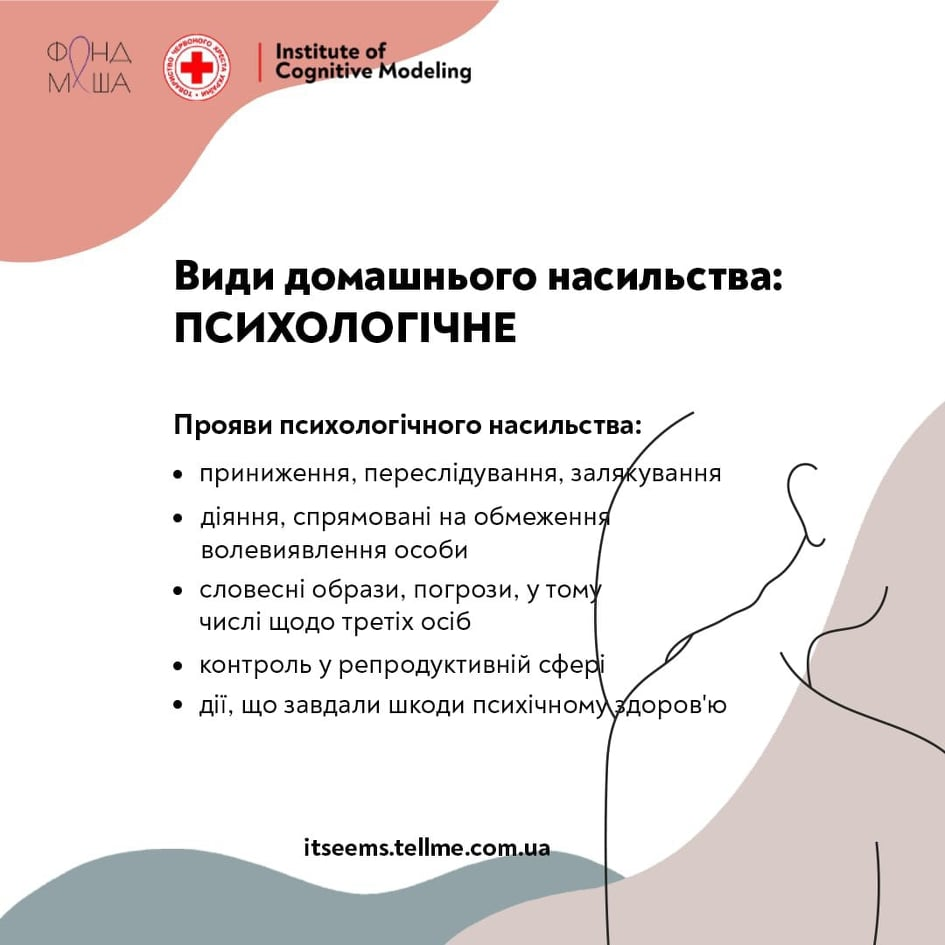 ФОНД
МАША
ТОВАРИСТВО ЧЕРВОНОГО ХРЕСТА УКРАЇНИ
Institute of
Cognitive Modeling
Види домашнього насильства:
ПСИХОЛОГІЧНЕ
Прояви психологічного насильства:
• приниження, переслідування, залякування
• діяння, спрямовані на обмеження
волевиявлення особи
• словесні образи, погрози, у тому
числі щодо третіх осіб
• контроль у репродуктивній сфері
• дії, що завдали шкоди психічному здоров'ю
itseems.tellme.com.ua